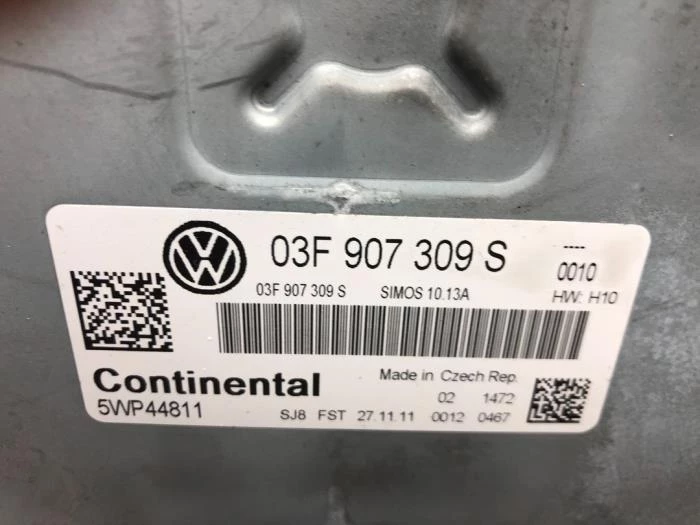 03F 907 309 S
----
0010
03F 907 309 S SIMOS 10.13A HW: H10
Continental Made in Czech Rep.
5WP44811 02 1472
SJ8 FST 27.11.11 0012 0467